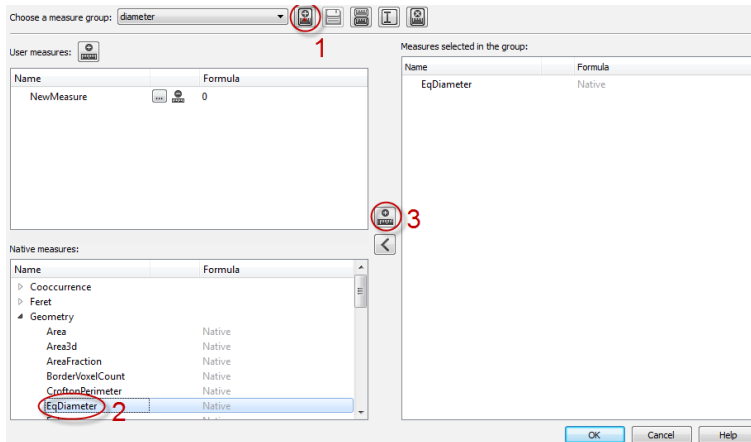 Choose a measure group: diameter
1
User measures:
Measures selected in the group:
Name Formula
NewMeasure ... 0
Name Formula
EqDiameter Native
3
Native measures:
Name Formula
Cooccurrence
Feret
Geometry
Area Native
Area3d Native
AreaFraction Native
BorderVoxelCount Native
CroftonPerimeter Native
EqDiameter 2 Native
OK Cancel Help